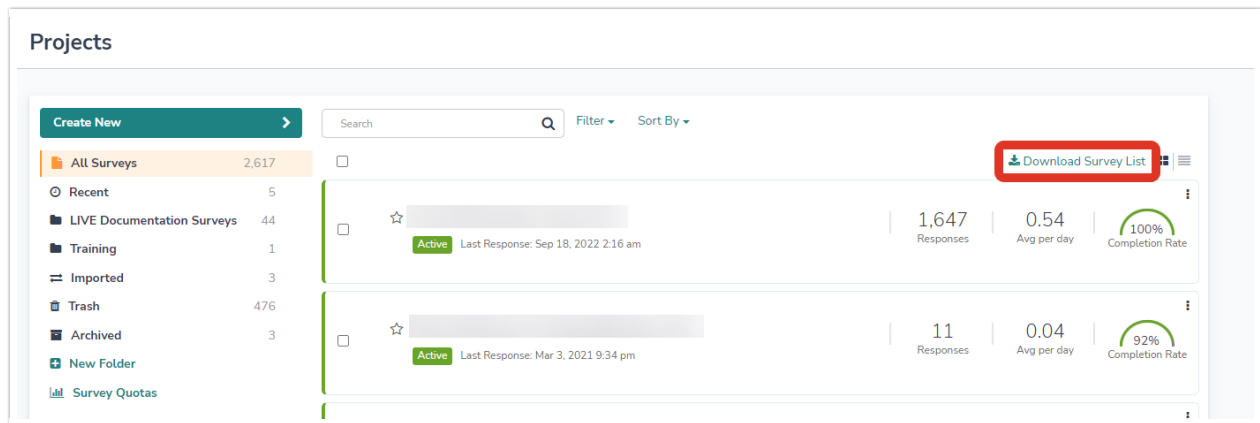 Projects
Create New
All Surveys 2,617
Recent 5
LIVE Documentation Surveys 44
Training 1
Imported 3
Trash 476
Archived 3
New Folder
Survey Quotas
Search Filter Sort By
Download Survey List
1,647 0.54 100%
Responses Avg per day Completion Rate
Active Last Response: Sep 18, 2022 2:16 am
11 0.04 92%
Responses Avg per day Completion Rate
Active Last Response: Mar 3, 2021 9:34 pm